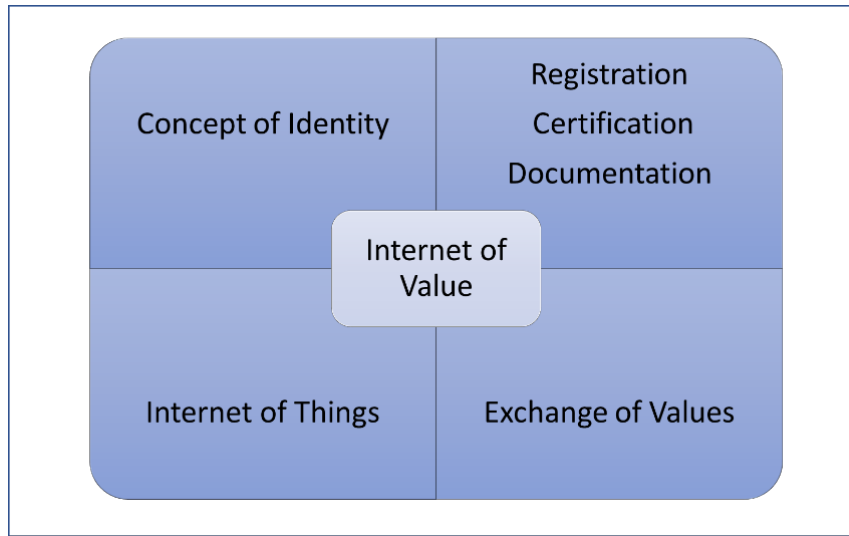 Concept of Identity
Registration
Certification
Documentation
Internet of
Value
Internet of Things
Exchange of Values